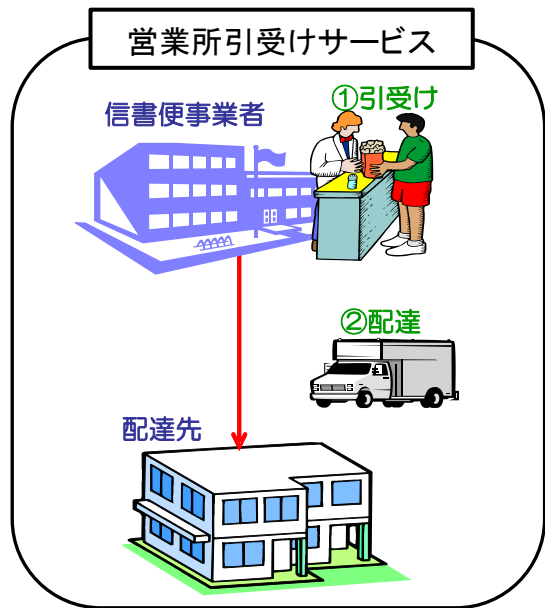 営業所引受けサービス
①引受け
信書便事業者
②配達
配達先